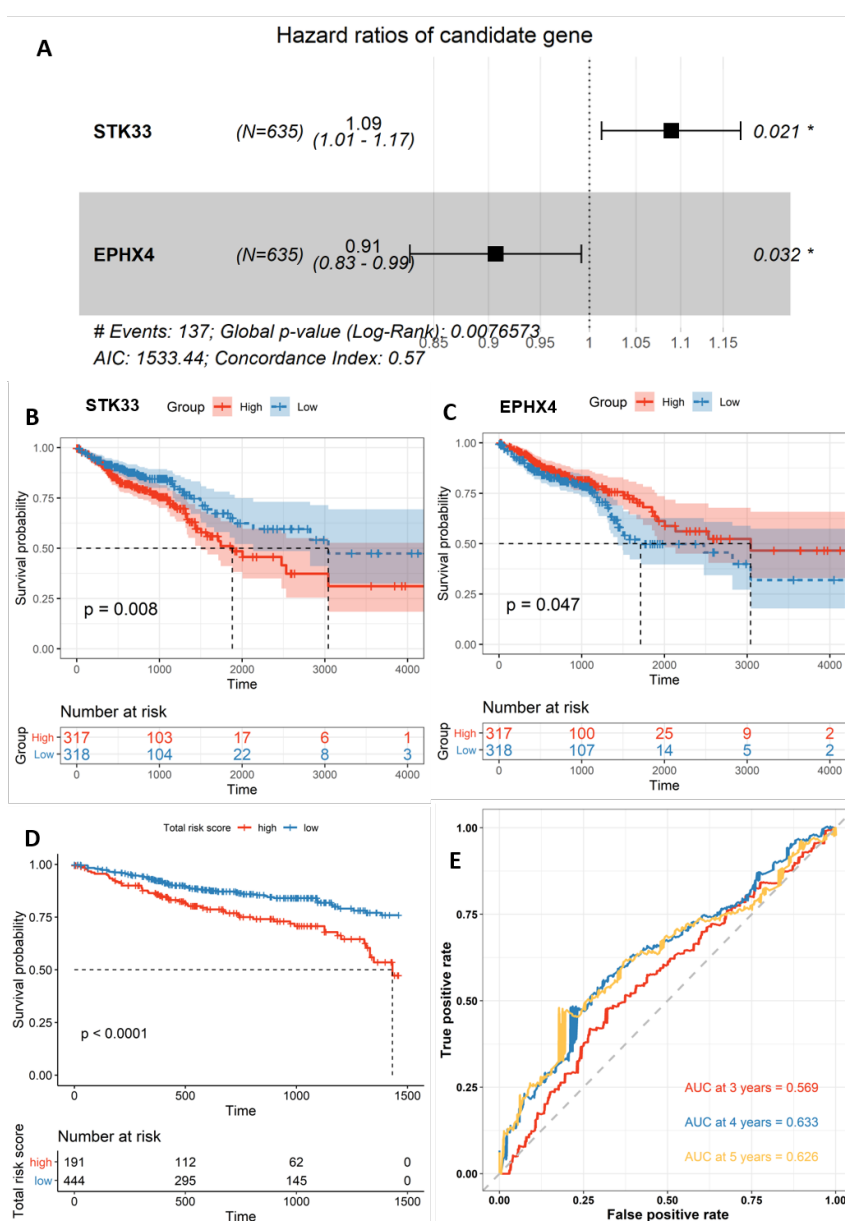 A
Hazard ratios of candidate gene
STK33 (N=635) 1.09 (1.01 - 1.17) 0.021 *
EPHX4 (N=635) 0.91 (0.83 - 0.99) 0.032 *
# Events: 137; Global p-value (Log-Rank): 0.0076573
AIC: 1533.44; Concordance Index: 0.57
0.85 0.9 0.95 1 1.05 1.1 1.15
B STK33 Group High Low
Survival probability
1.00
0.75
0.50
0.25
0.00
p = 0.008
0 1000 2000 3000 4000
Time
Number at risk
Group
High 317 103 17 6 1
Low 318 104 22 8 3
0 1000 2000 3000 4000
Time
C EPHX4 Group High Low
Survival probability
1.00
0.75
0.50
0.25
0.00
p = 0.047
0 1000 2000 3000 4000
Time
Number at risk
Group
High 317 100 25 9 2
Low 318 107 14 5 2
0 1000 2000 3000 4000
Time
D
Total risk score high low
Survival probability
1.00
0.75
0.50
0.25
0.00
p < 0.0001
0 500 1000 1500
Time
Number at risk
Total risk score
high 191 112 62 0
low 444 295 145 0
0 500 1000 1500
Time
E
True positive rate
1.00
0.75
0.50
0.25
0.00
AUC at 3 years = 0.569
AUC at 4 years = 0.633
AUC at 5 years = 0.626
0.00 0.25 0.50 0.75 1.00
False positive rate